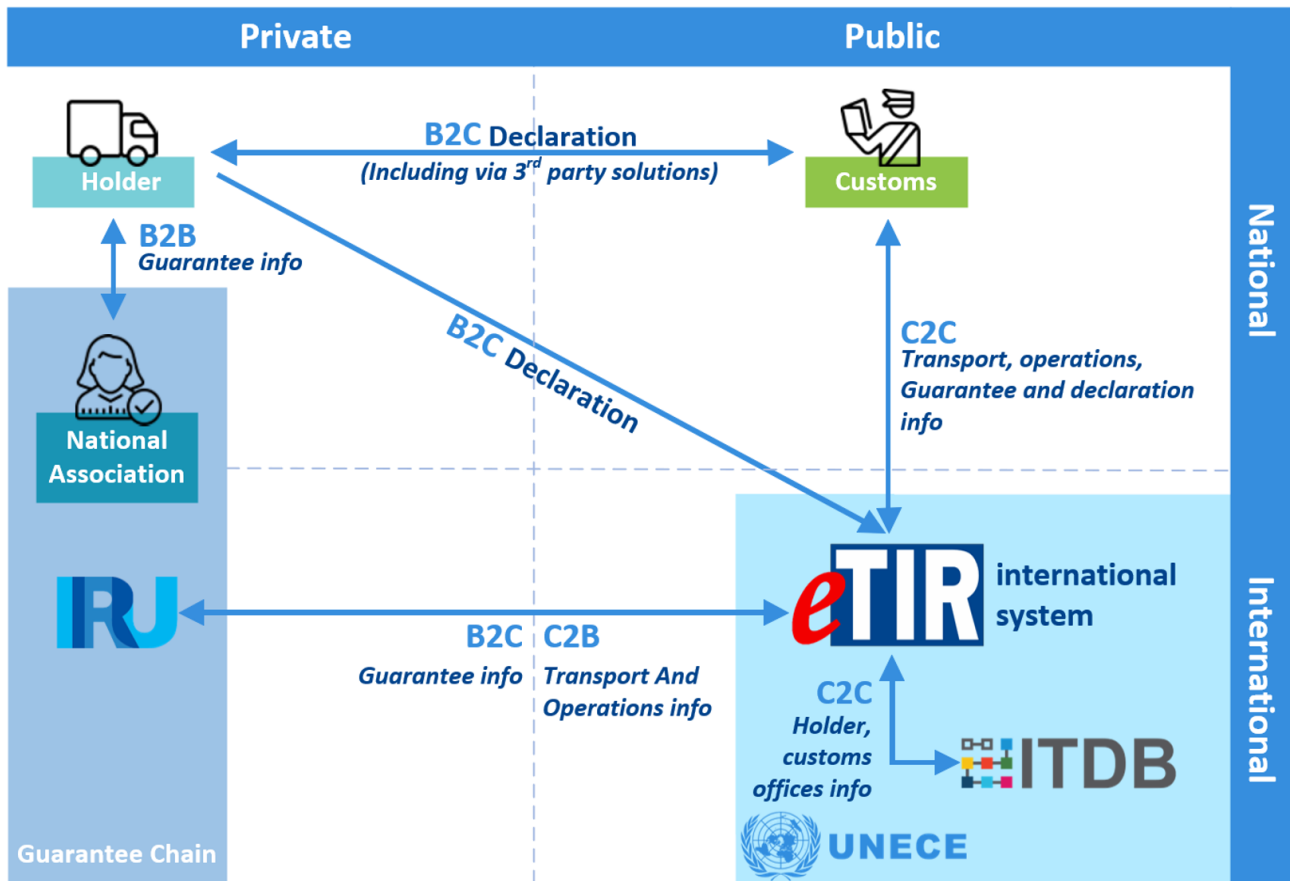 Private
Public
National
International
B2C Declaration
(Including via 3rd party solutions)
Holder
Customs
B2B
Guarantee info
B2C Declaration
C2C
Transport, operations,
Guarantee and declaration
info
National
Association
IRU
eTIR international
system
B2C
Guarantee info
C2B
Transport And
Operations info
C2C
Holder,
customs
offices info
ITDB
UNECE
Guarantee Chain